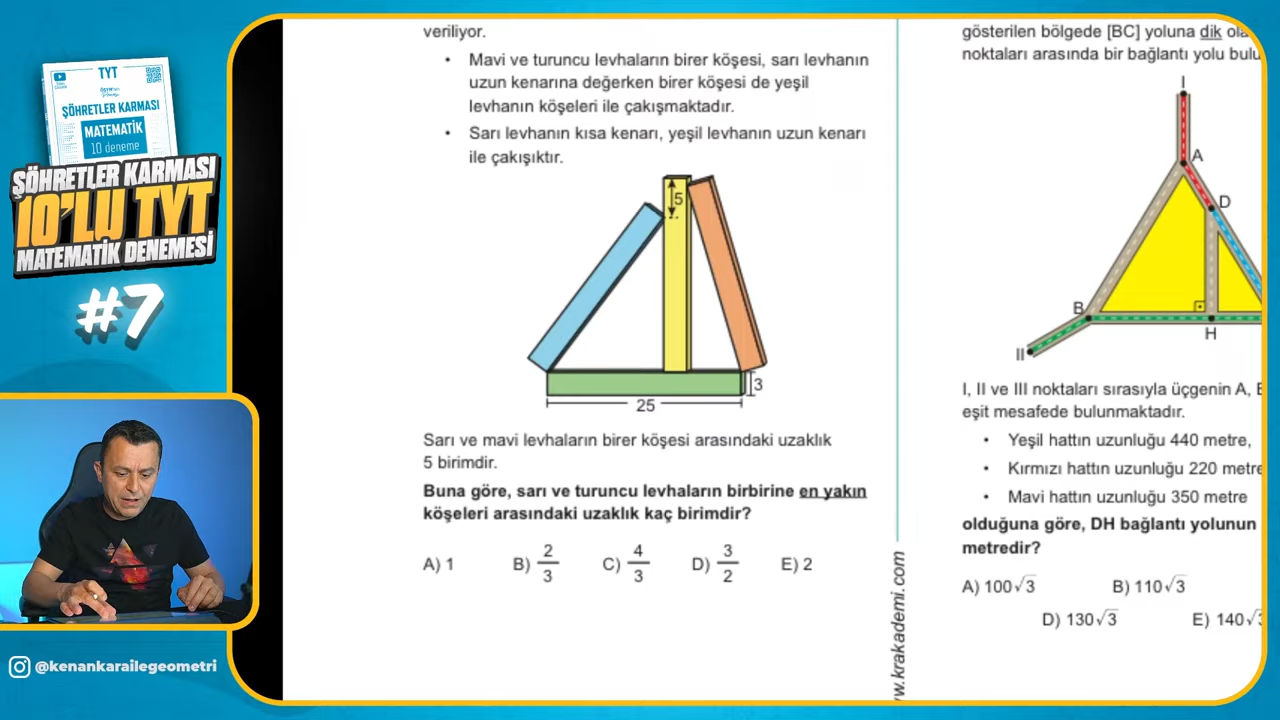 TYT
ŞÖHRETLER KARMASI
MATEMATİK
10 deneme
ŞÖHRETLER KARMASI
10'LU TYT
MATEMATİK DENEMESİ
#7
@kenankarailegeometri
veriliyor.
• Mavi ve turuncu levhaların birer köşesi, sarı levhanın
uzun kenarına değerken birer köşesi de yeşil
levhanın köşeleri ile çakışmaktadır.
• Sarı levhanın kısa kenarı, yeşil levhanın uzun kenarı
ile çakışıktır.
5
3
25
Sarı ve mavi levhaların birer köşesi arasındaki uzaklık
5 birimdir.
Buna göre, sarı ve turuncu levhaların birbirine en yakın
köşeleri arasındaki uzaklık kaç birimdir?
A) 1 B) 2/3 C) 4/3 D) 3/2 E) 2
w.krakademi.com
gösterilen bölgede [BC] yoluna dik ola
noktaları arasında bir bağlantı yolu bulu
I
A
D
B
H
II
I, II ve III noktaları sırasıyla üçgenin A, B
eşit mesafede bulunmaktadır.
• Yeşil hattın uzunluğu 440 metre,
• Kırmızı hattın uzunluğu 220 metre
• Mavi hattın uzunluğu 350 metre
olduğuna göre, DH bağlantı yolunun
metredir?
A) 100√3 B) 110√3
D) 130√3 E) 140√3